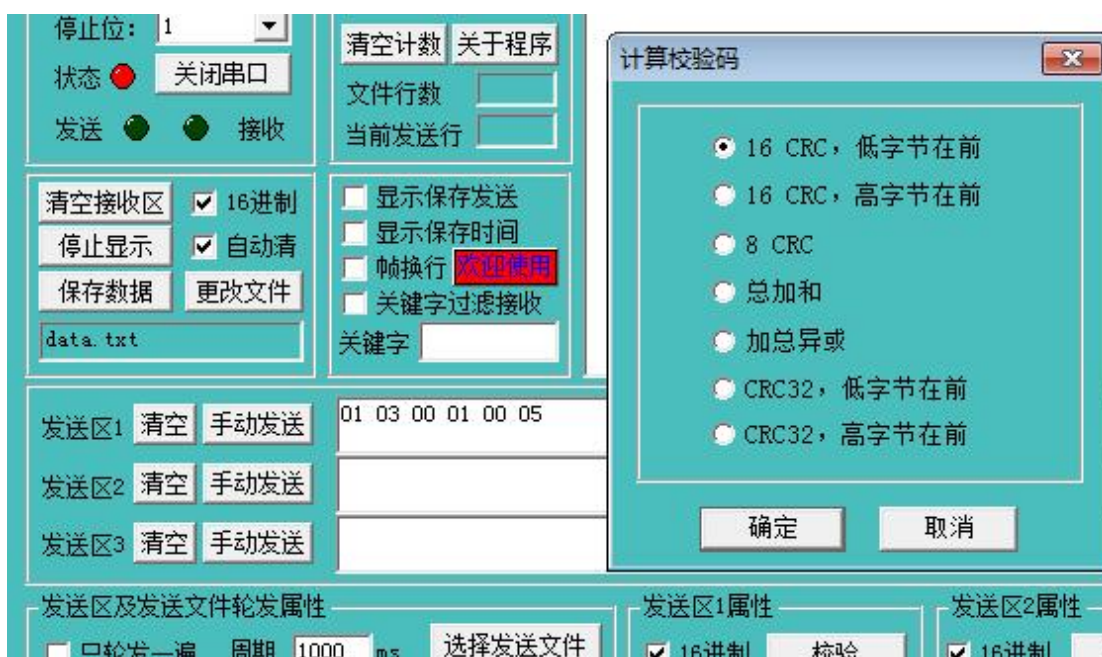 停止位: 1
状态 关闭串口
发送 接收
清空计数 关于程序
文件行数
当前发送行
清空接收区 16进制
停止显示 自动清
保存数据 更改文件
data.txt
显示保存发送
显示保存时间
帧换行 欢迎使用
关键字过滤接收
关键字
计算校验码
16 CRC,低字节在前
16 CRC,高字节在前
8 CRC
总加和
加总异或
CRC32,低字节在前
CRC32,高字节在前
确定 取消
发送区1 清空 手动发送 01 03 00 01 00 05
发送区2 清空 手动发送
发送区3 清空 手动发送
发送区及发送文件轮发属性
只轮发一遍 周期 1000 ms 选择发送文件
发送区1属性
16进制 校验
发送区2属性
16进制